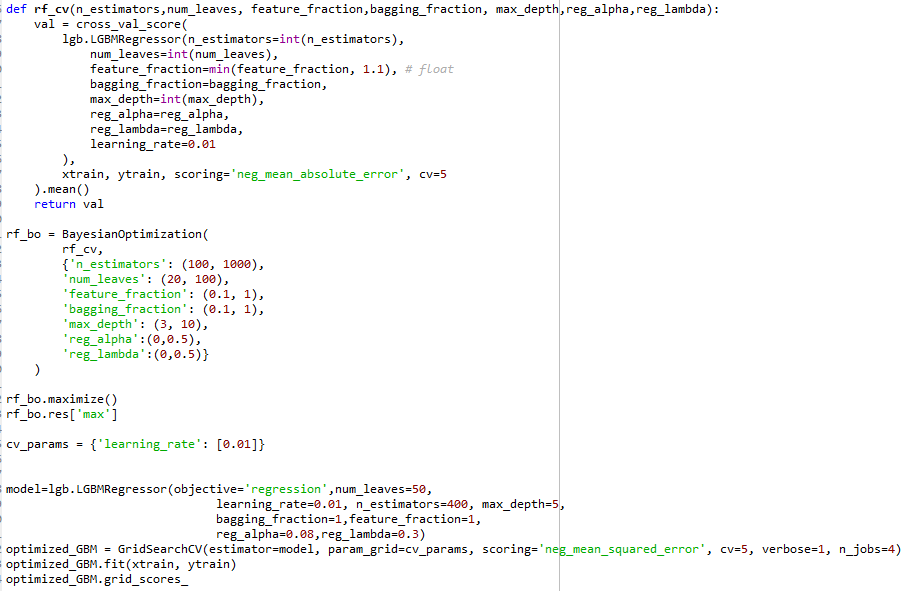 def rf_cv(n_estimators,num_leaves, feature_fraction,bagging_fraction, max_depth,reg_alpha,reg_lambda):
    val = cross_val_score(
        lgb.LGBMRegressor(n_estimators=int(n_estimators),
            num_leaves=int(num_leaves),
            feature_fraction=min(feature_fraction, 1.1), # float
            bagging_fraction=bagging_fraction,
            max_depth=int(max_depth),
            reg_alpha=reg_alpha,
            reg_lambda=reg_lambda,
            learning_rate=0.01
        ),
        xtrain, ytrain, scoring='neg_mean_absolute_error', cv=5
    ).mean()
    return val
rf_bo = BayesianOptimization(
        rf_cv,
        {'n_estimators': (100, 1000),
        'num_leaves': (20, 100),
        'feature_fraction': (0.1, 1),
        'bagging_fraction': (0.1, 1),
        'max_depth': (3, 10),
        'reg_alpha':(0,0.5),
        'reg_lambda':(0,0.5)}
    )
rf_bo.maximize()
rf_bo.res['max']
cv_params = {'learning_rate': [0.01]}
model=lgb.LGBMRegressor(objective='regression',num_leaves=50,
                              learning_rate=0.01, n_estimators=400, max_depth=5,
                              bagging_fraction=1,feature_fraction=1,
                              reg_alpha=0.08,reg_lambda=0.3)
optimized_GBM = GridSearchCV(estimator=model, param_grid=cv_params, scoring='neg_mean_squared_error', cv=5, verbose=1, n_jobs=4)
optimized_GBM.fit(xtrain, ytrain)
optimized_GBM.grid_scores_